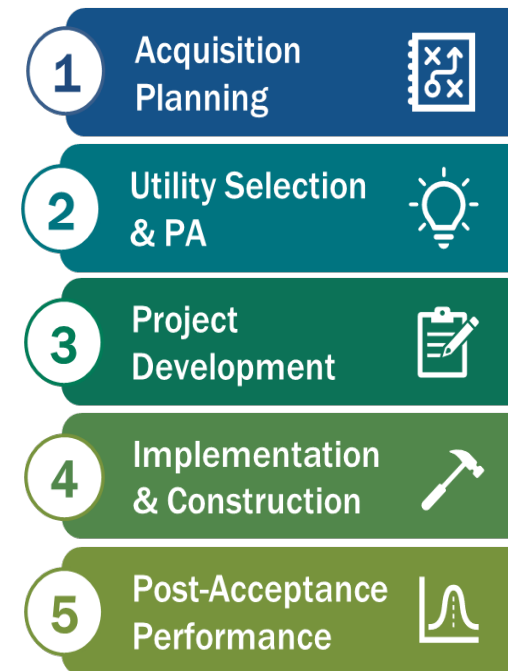 1
Acquisition
Planning
2
Utility Selection
& PA
3
Project
Development
4
Implementation
& Construction
5
Post-Acceptance
Performance